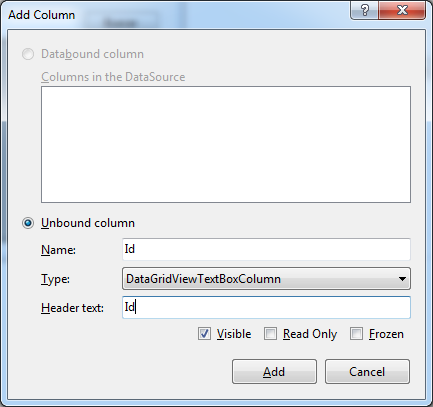 Add Column
Databound column
Columns in the DataSource
Unbound column
Name: Id
Type: DataGridViewTextBoxColumn
Header text: Id
Visible Read Only Frozen
Add Cancel